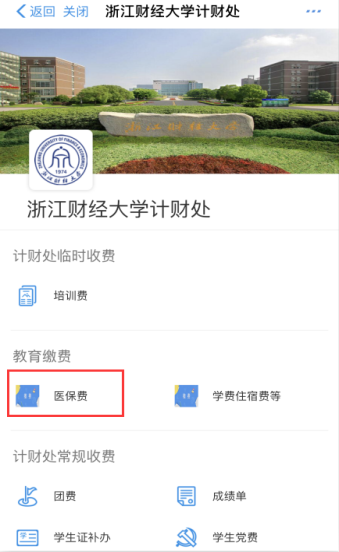 返回 关闭 浙江财经大学计财处
1974
浙江财经大学计财处
计财处临时收费
培训费
教育缴费
医保费 学费住宿费等
计财处常规收费
团费 成绩单
学生证补办 学生党费